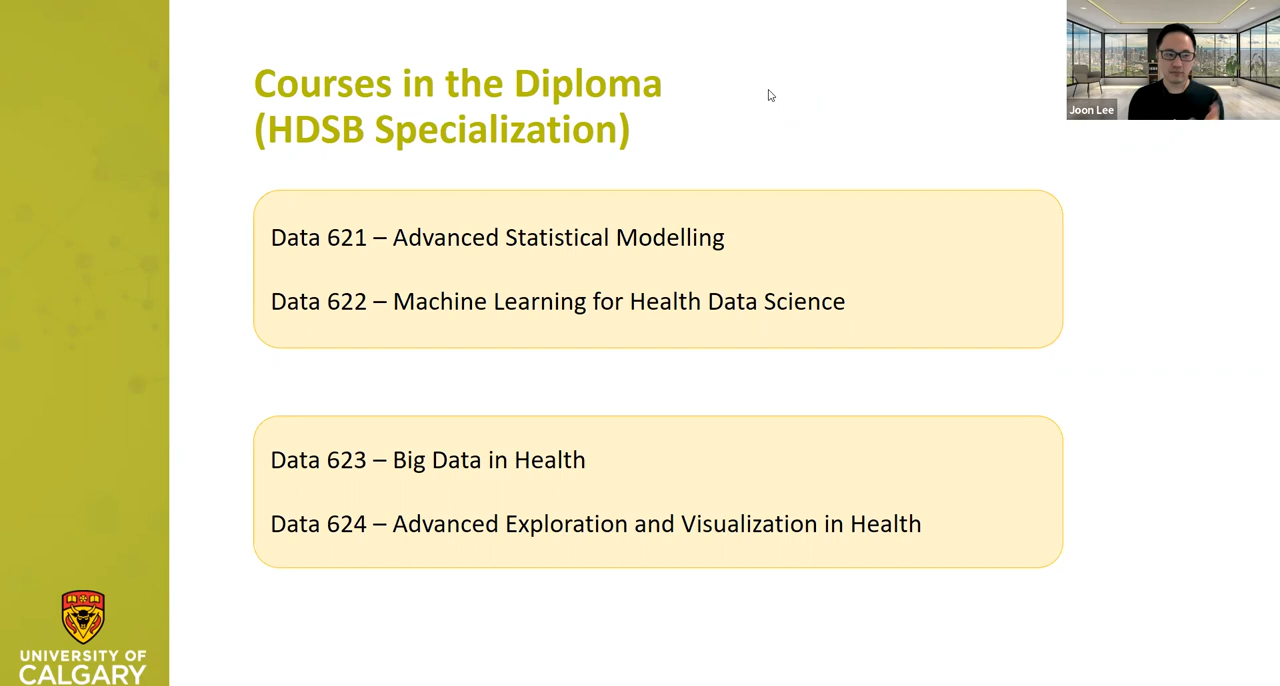 Courses in the Diploma
(HDSB Specialization)
Joon Lee
Data 621 – Advanced Statistical Modelling
Data 622 – Machine Learning for Health Data Science
Data 623 – Big Data in Health
Data 624 – Advanced Exploration and Visualization in Health
UNIVERSITY OF
CALGARY